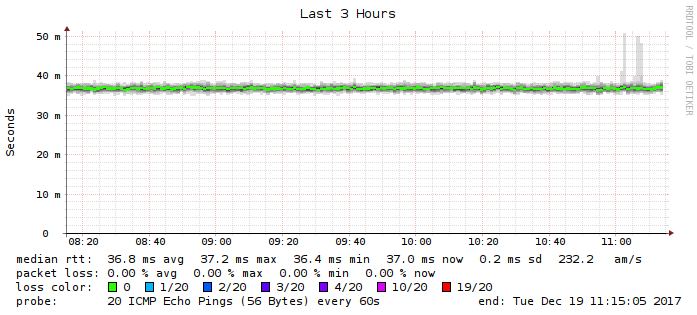 Last 3 Hours
RRDTOOL / TOBI OETIKER
Seconds
50 m
40 m
30 m
20 m
10 m
0
08:20 08:40 09:00 09:20 09:40 10:00 10:20 10:40 11:00
median rtt: 36.8 ms avg 37.2 ms max 36.4 ms min 37.0 ms now 0.2 ms sd 232.2 am/s
packet loss: 0.00 % avg 0.00 % max 0.00 % min 0.00 % now
loss color: 0 1/20 2/20 3/20 4/20 10/20 19/20
probe: 20 ICMP Echo Pings (56 Bytes) every 60s end: Tue Dec 19 11:15:05 2017